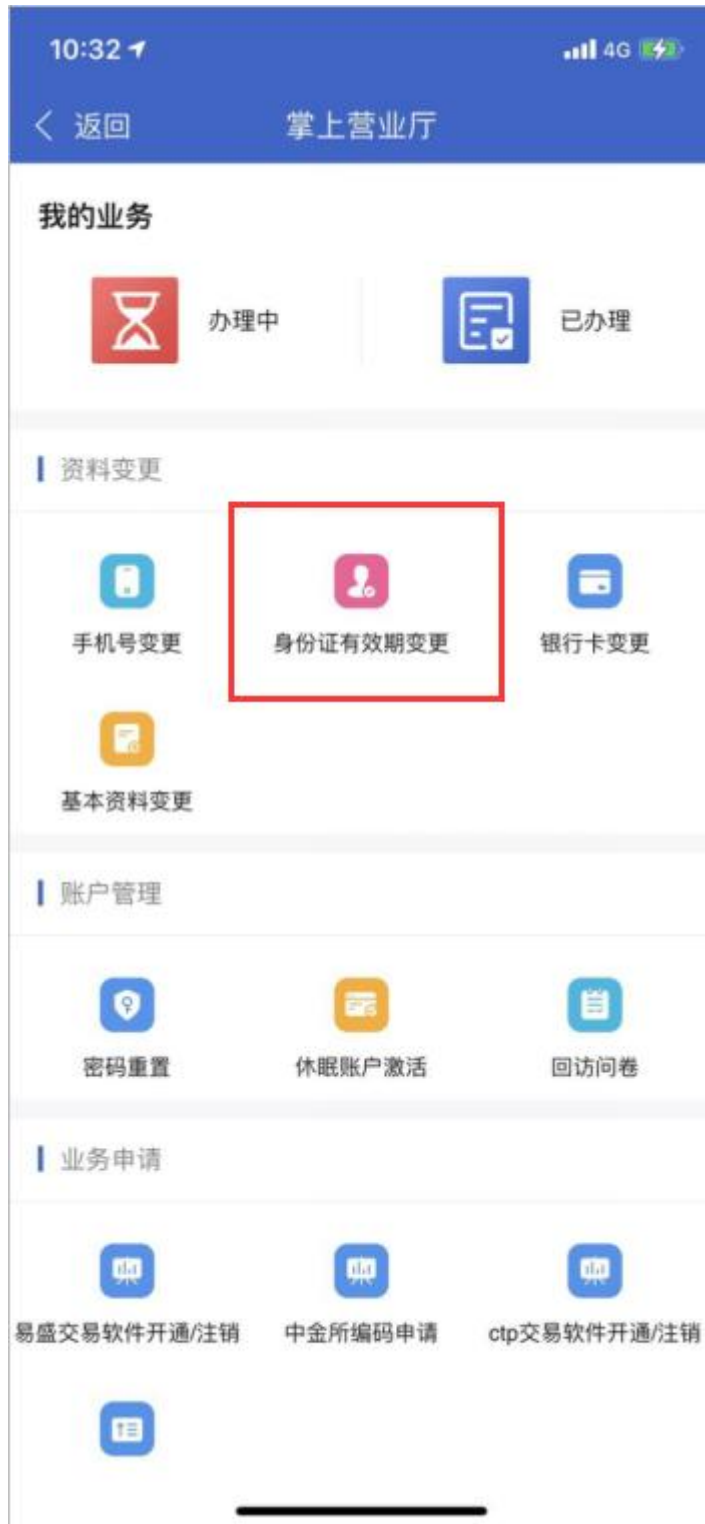 10:32
4G
返回 掌上营业厅
我的业务
办理中 已办理
资料变更
手机号变更 身份证有效期变更 银行卡变更
基本资料变更
账户管理
密码重置 休眠账户激活 回访问卷
业务申请
易盛交易软件开通/注销 中金所编码申请 ctp交易软件开通/注销